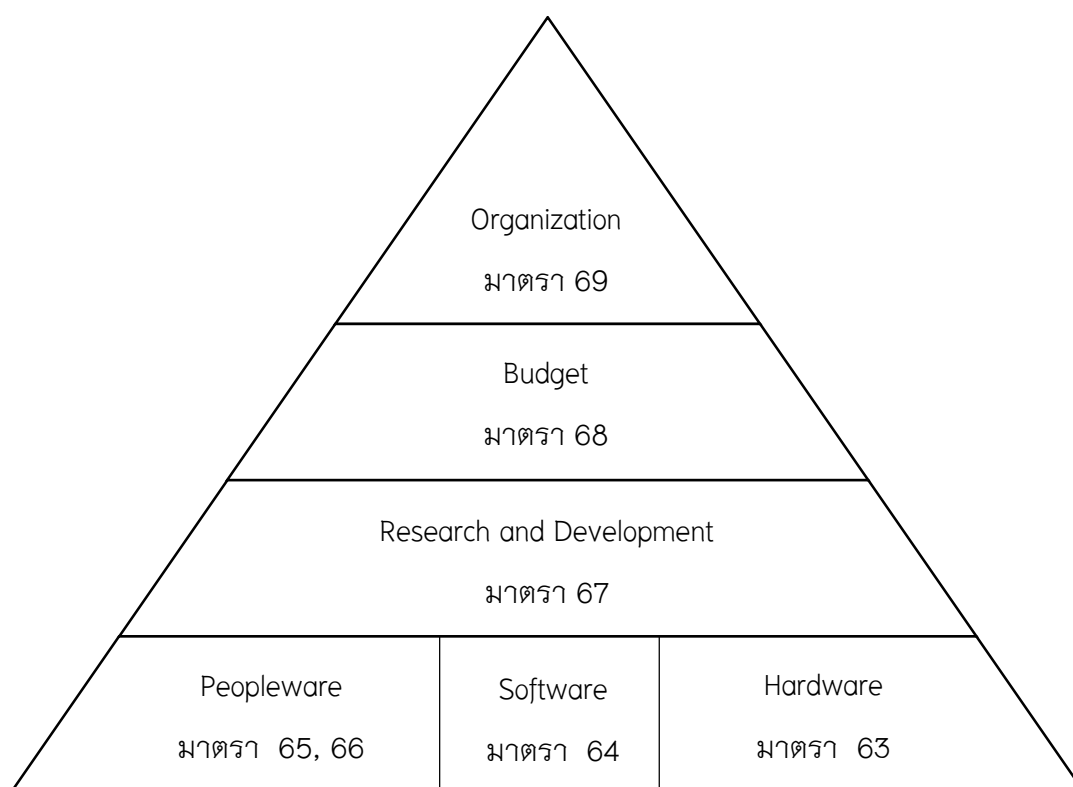 Organization
มาตรา 69
Budget
มาตรา 68
Research and Development
มาตรา 67
Peopleware
มาตรา 65, 66
Software
มาตรา 64
Hardware
มาตรา 63